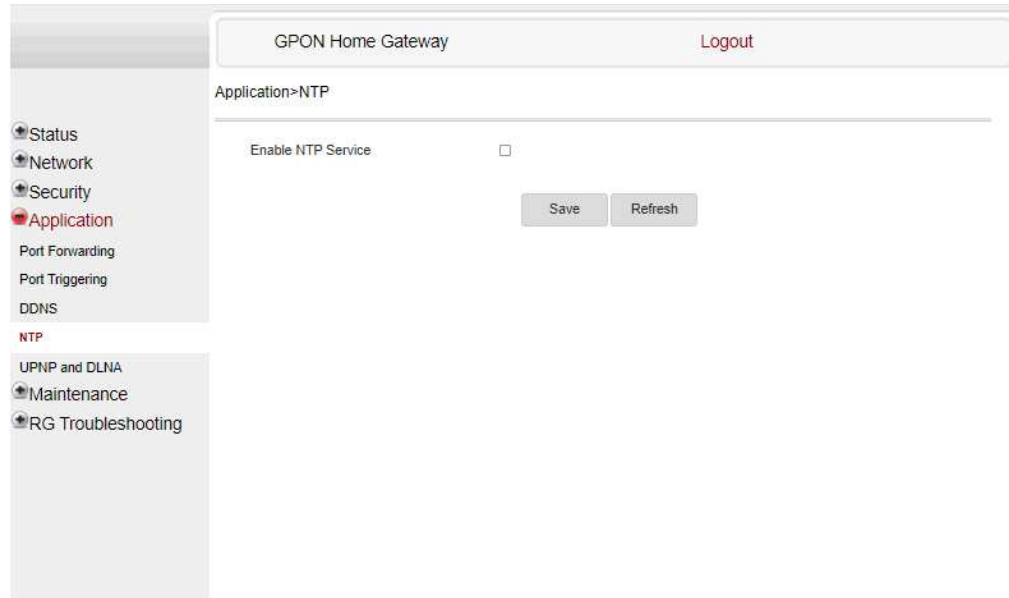 GPON Home Gateway
Logout
Application>NTP
Status
Network
Security
Application
Port Forwarding
Port Triggering
DDNS
NTP
UPNP and DLNA
Maintenance
RG Troubleshooting
Enable NTP Service
Save
Refresh